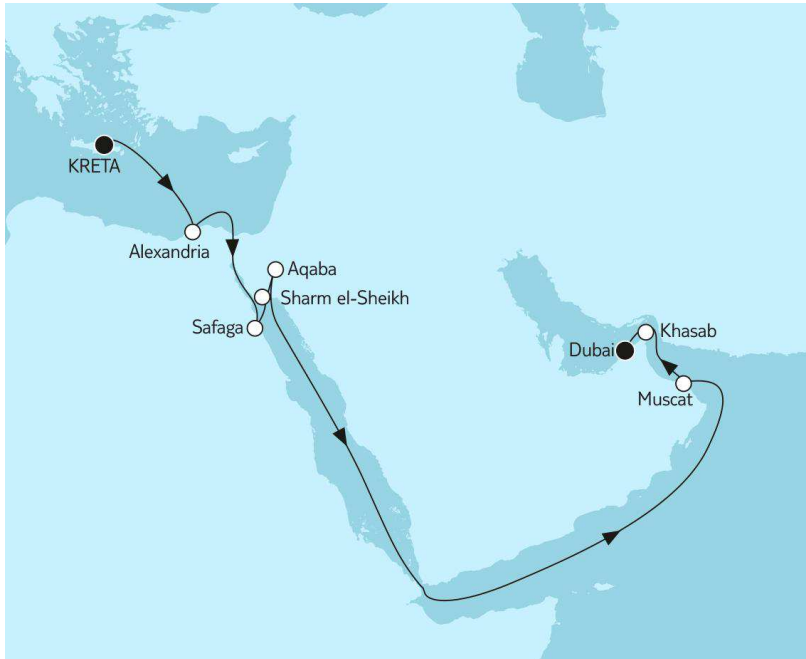 KRETA
Alexandria
Aqaba
Sharm el-Sheikh
Safaga
Khasab
Dubai
Muscat